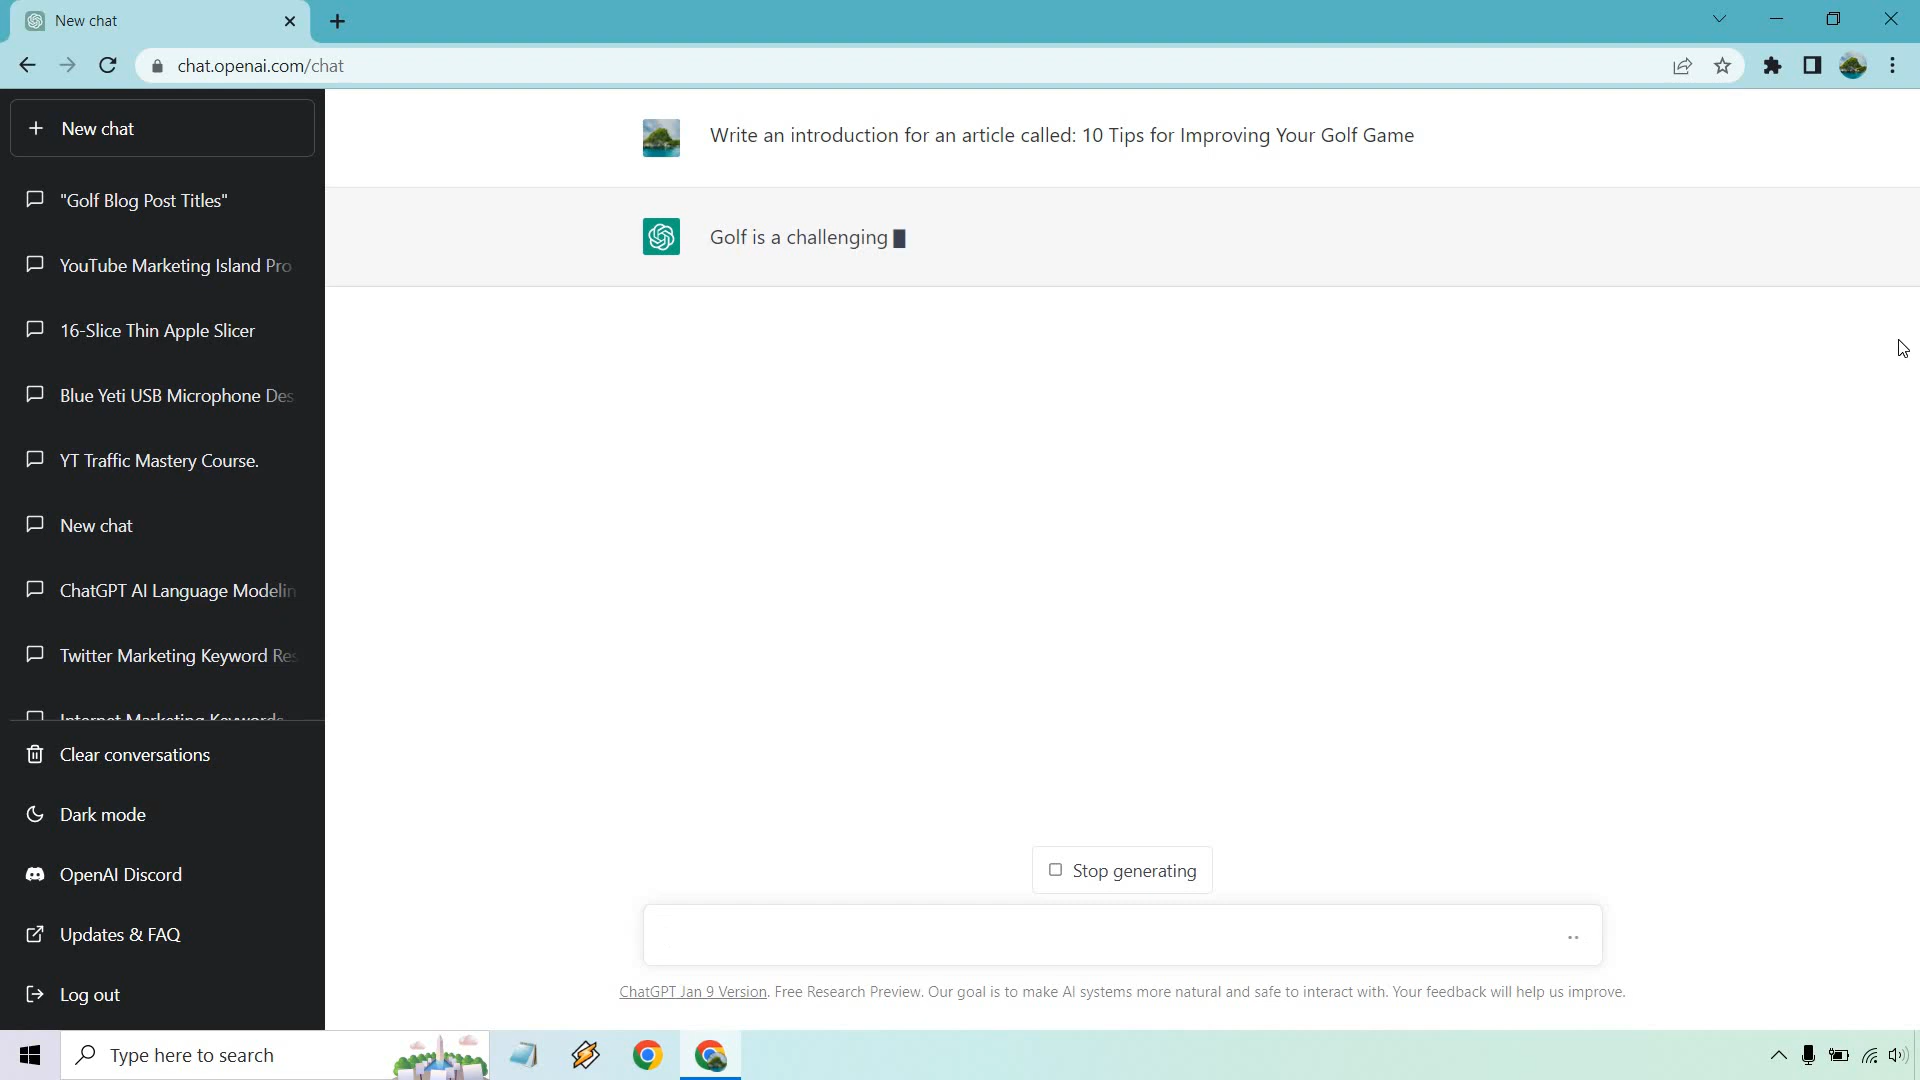 New chat
chat.openai.com/chat
New chat
"Golf Blog Post Titles"
YouTube Marketing Island Pro
16-Slice Thin Apple Slicer
Blue Yeti USB Microphone Des
YT Traffic Mastery Course.
New chat
ChatGPT AI Language Modelin
Twitter Marketing Keyword Res
Internet Marketing Keywords
Clear conversations
Dark mode
OpenAI Discord
Updates & FAQ
Log out
Write an introduction for an article called: 10 Tips for Improving Your Golf Game
Golf is a challenging
Stop generating
ChatGPT Jan 9 Version. Free Research Preview. Our goal is to make AI systems more natural and safe to interact with. Your feedback will help us improve.
Type here to search